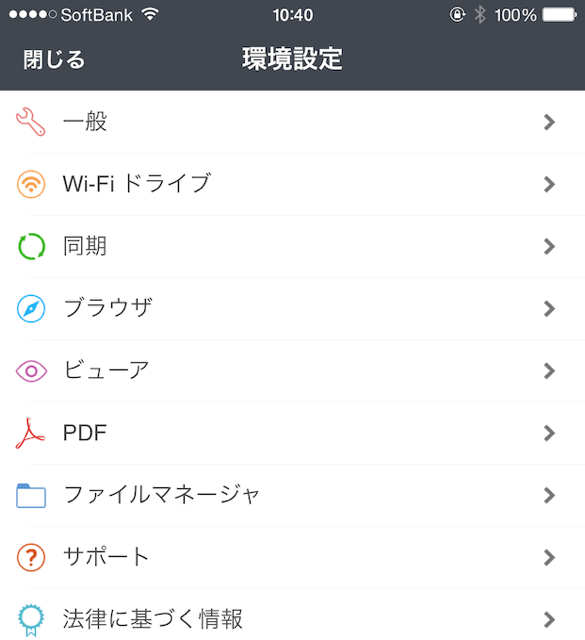 SoftBank 10:40 100%
閉じる 環境設定
一般
Wi-Fi ドライブ
同期
ブラウザ
ビューア
PDF
ファイルマネージャ
サポート
法律に基づく情報